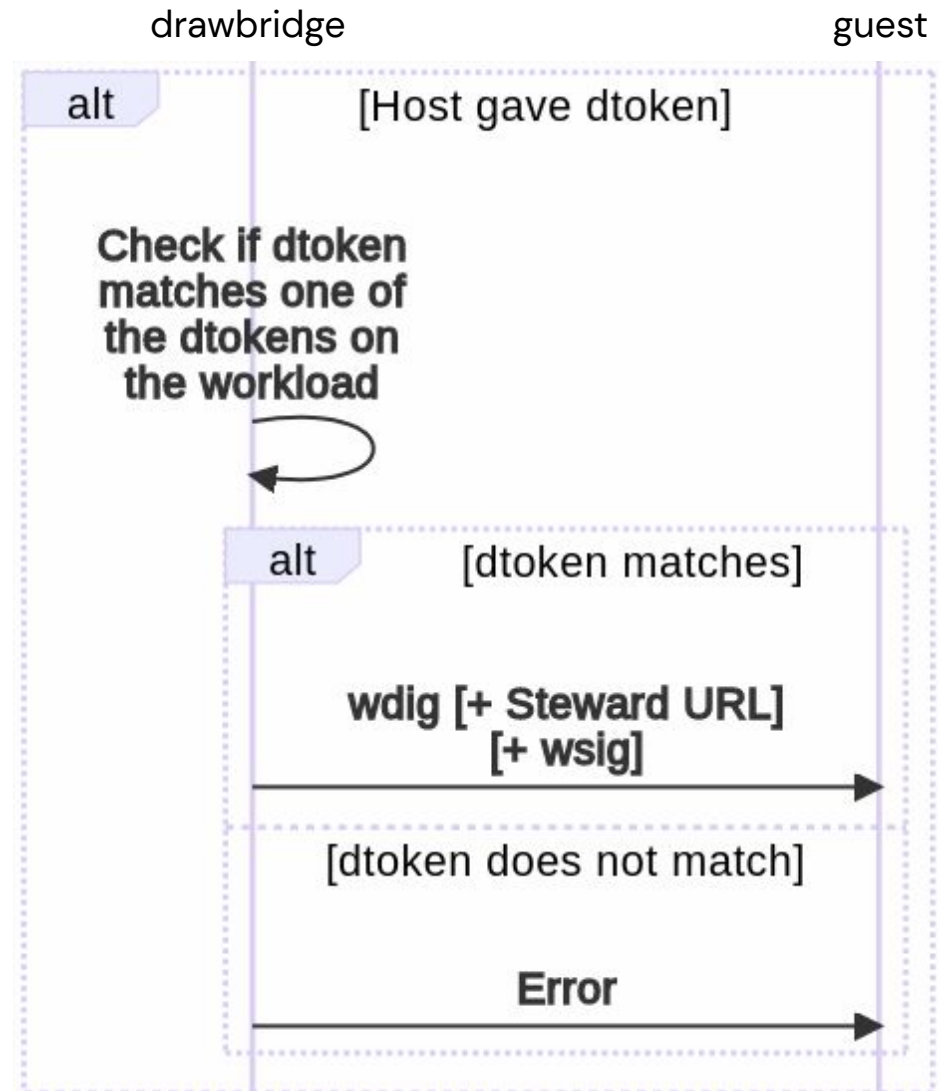 drawbridge guest
alt [Host gave dtoken]
Check if dtoken
matches one of
the dtokens on
the workload
alt [dtoken matches]
wdig [+ Steward URL]
[+ wsig]
[dtoken does not match]
Error